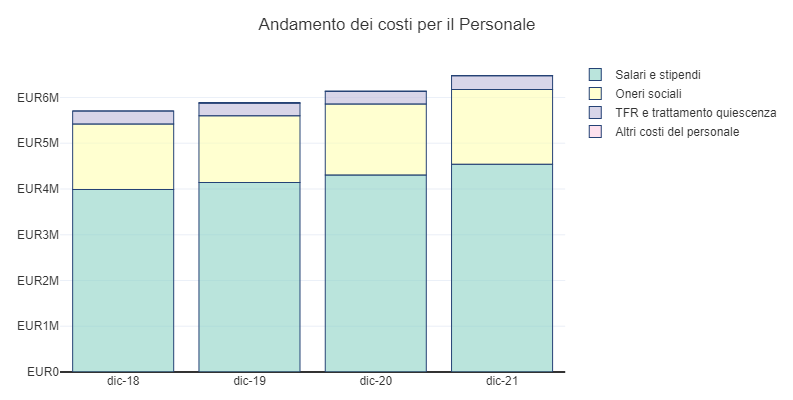 Andamento dei costi per il Personale
EUR6M
EUR5M
EUR4M
EUR3M
EUR2M
EUR1M
EUR0
dic-18
dic-19
dic-20
dic-21
Salari e stipendi
Oneri sociali
TFR e trattamento quiescenza
Altri costi del personale